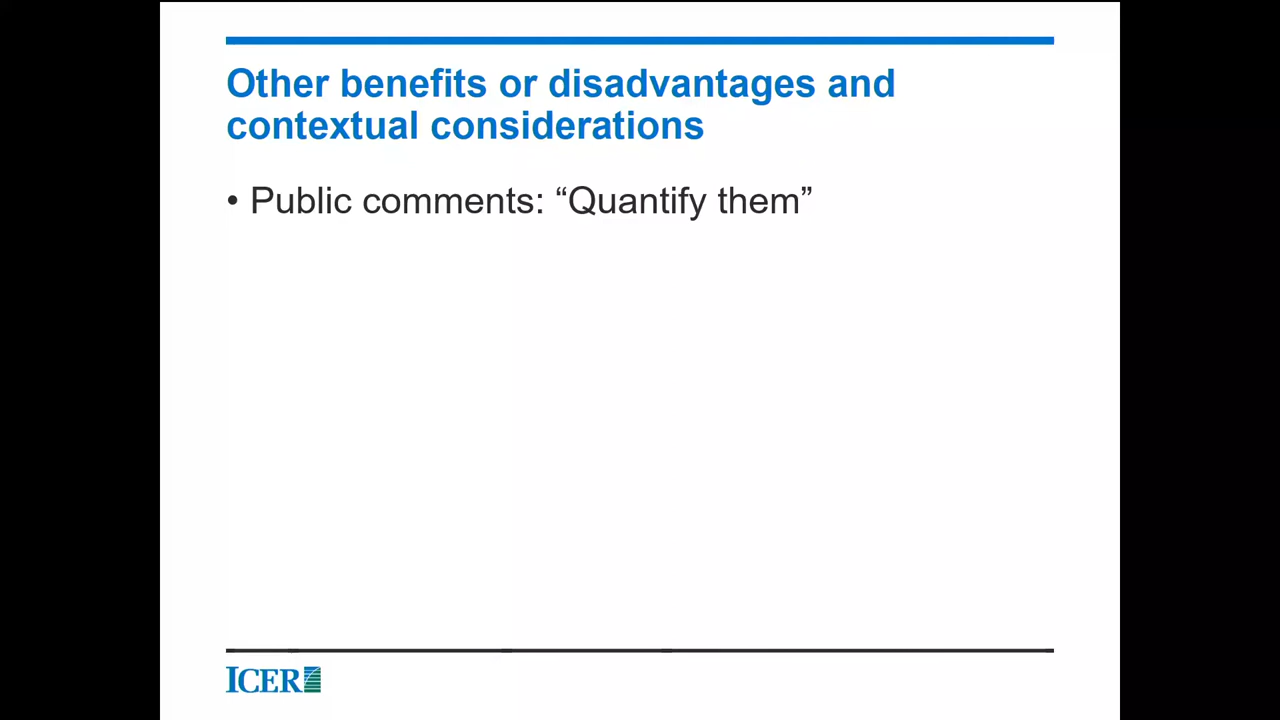 Other benefits or disadvantages and
contextual considerations
• Public comments: “Quantify them”
ICER